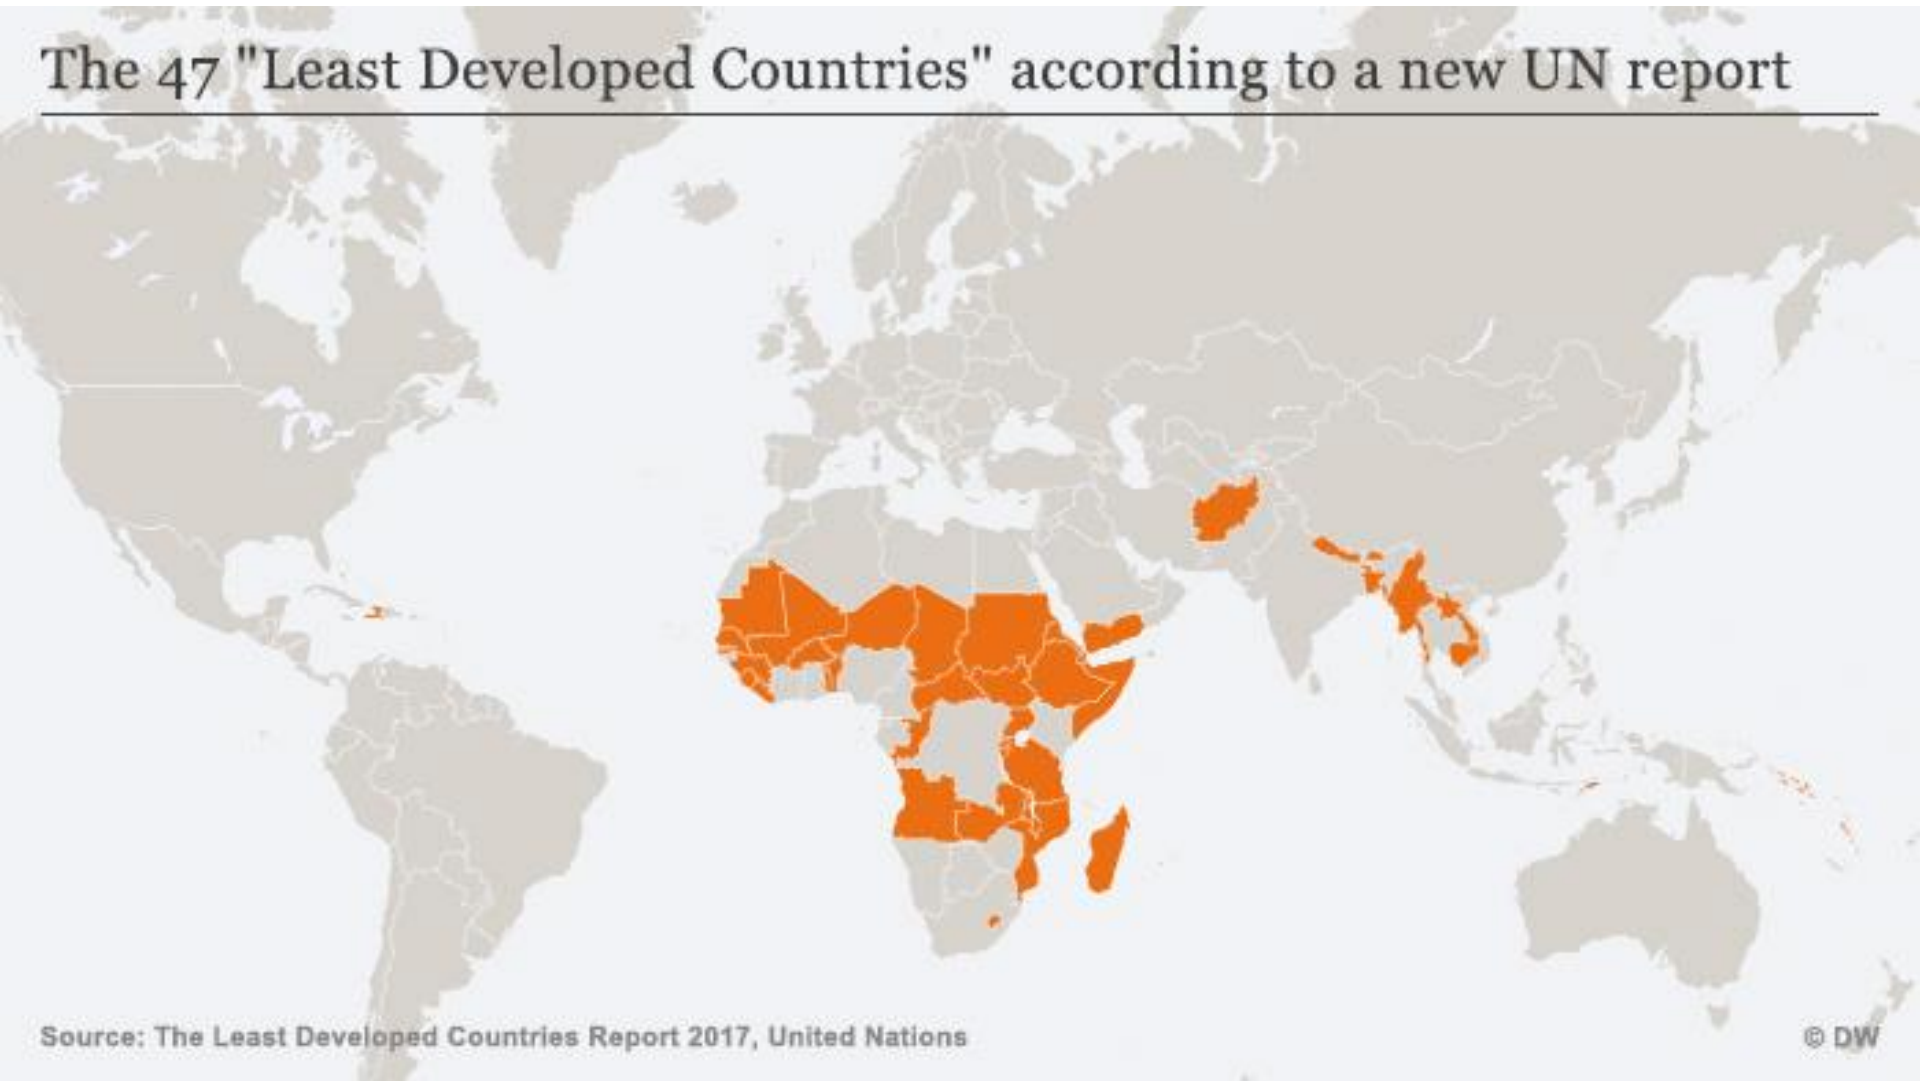 The 47 "Least Developed Countries" according to a new UN report
Source: The Least Developed Countries Report 2017, United Nations
© DW